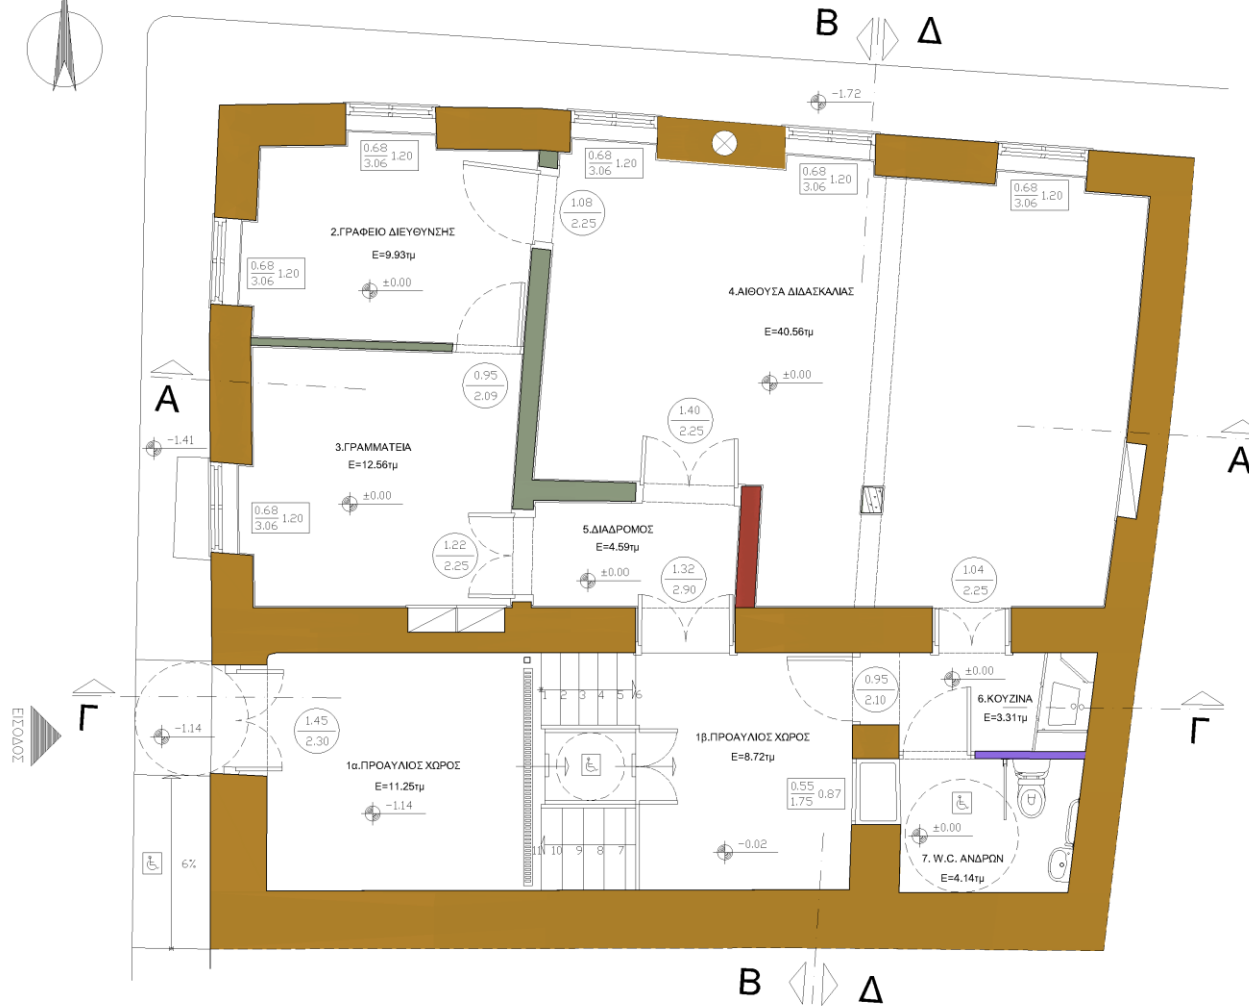 Β Δ
-1.72
0.68
3.06 1.20
0.68
3.06 1.20
0.68
3.06 1.20
0.68
3.06 1.20
1.08
2.25
2.ΓΡΑΦΕΙΟ ΔΙΕΥΘΥΝΣΗΣ
Ε=9.93τμ
±0.00
0.68
3.06 1.20
4.ΑΙΘΟΥΣΑ ΔΙΔΑΣΚΑΛΙΑΣ
Ε=40.56τμ
±0.00
Α
0.95
2.09
1.40
2.25
-1.41
3.ΓΡΑΜΜΑΤΕΙΑ
Ε=12.56τμ
±0.00
Α
0.68
3.06 1.20
1.22
2.25
5.ΔΙΑΔΡΟΜΟΣ
Ε=4.59τμ
±0.00
1.32
2.90
1.04
2.25
Γ
ΕΙΣΟΔΟΣ
-1.14
1.45
2.30
1 2 3 4 5 6
0.95
2.10
±0.00
6.ΚΟΥΖΙΝΑ
Ε=3.31τμ
Γ
1α.ΠΡΟΑΥΛΙΟΣ ΧΩΡΟΣ
Ε=11.25τμ
-1.14
1β.ΠΡΟΑΥΛΙΟΣ ΧΩΡΟΣ
Ε=8.72τμ
0.55
1.75 0.87
11 10 9 8 7
-0.02
±0.00
7. W.C. ΑΝΔΡΩΝ
Ε=4.14τμ
6%
Β Δ